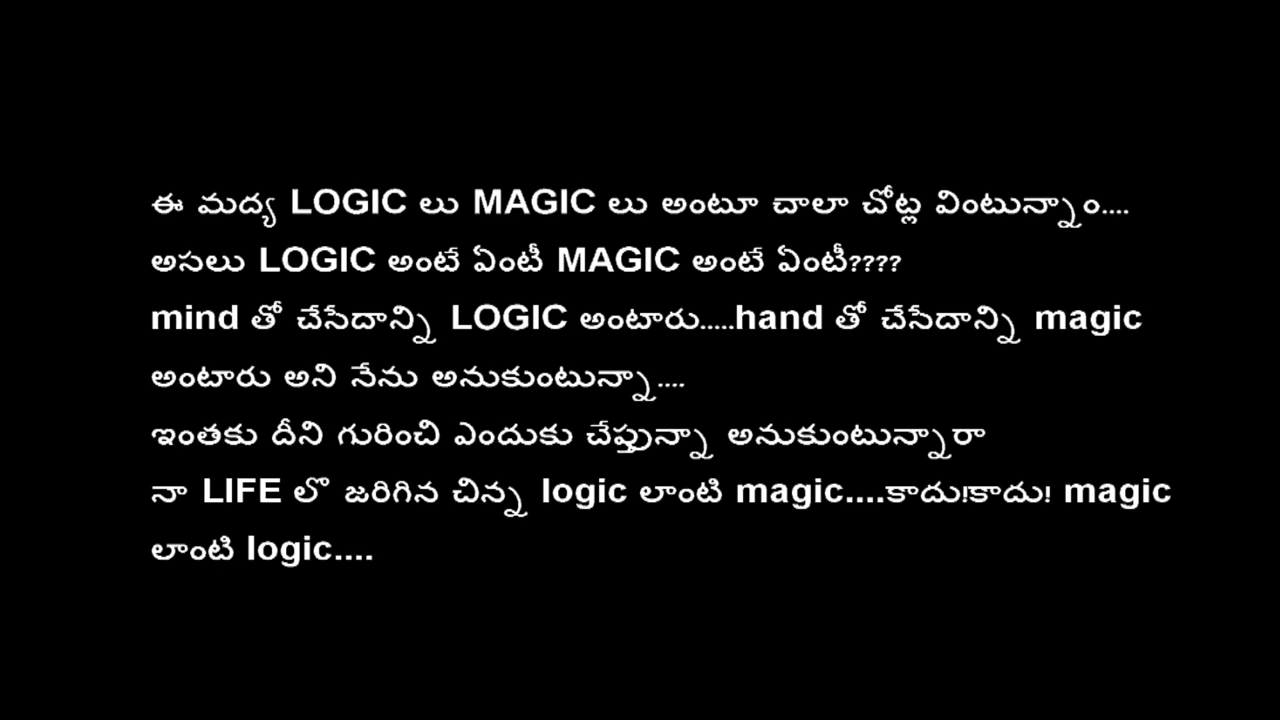 ఈ మద్య LOGIC లు MAGIC లు అంటూ చాలా చోట్ల వింటున్నాం....
అసలు LOGIC అంటే ఏంటీ MAGIC అంటే ఏంటీ????
mind తో చేసేదాన్ని LOGIC అంటారు.....hand తో చేసేదాన్ని magic
అంటారు అని నేను అనుకుంటున్నా....
ఇంతకు దీని గురించి ఎందుకు చేప్తున్నా అనుకుంటున్నారా
నా LIFE లొ జరిగిన చిన్న logic లాంటి magic....కాదు!కాదు! magic
లాంటి logic....